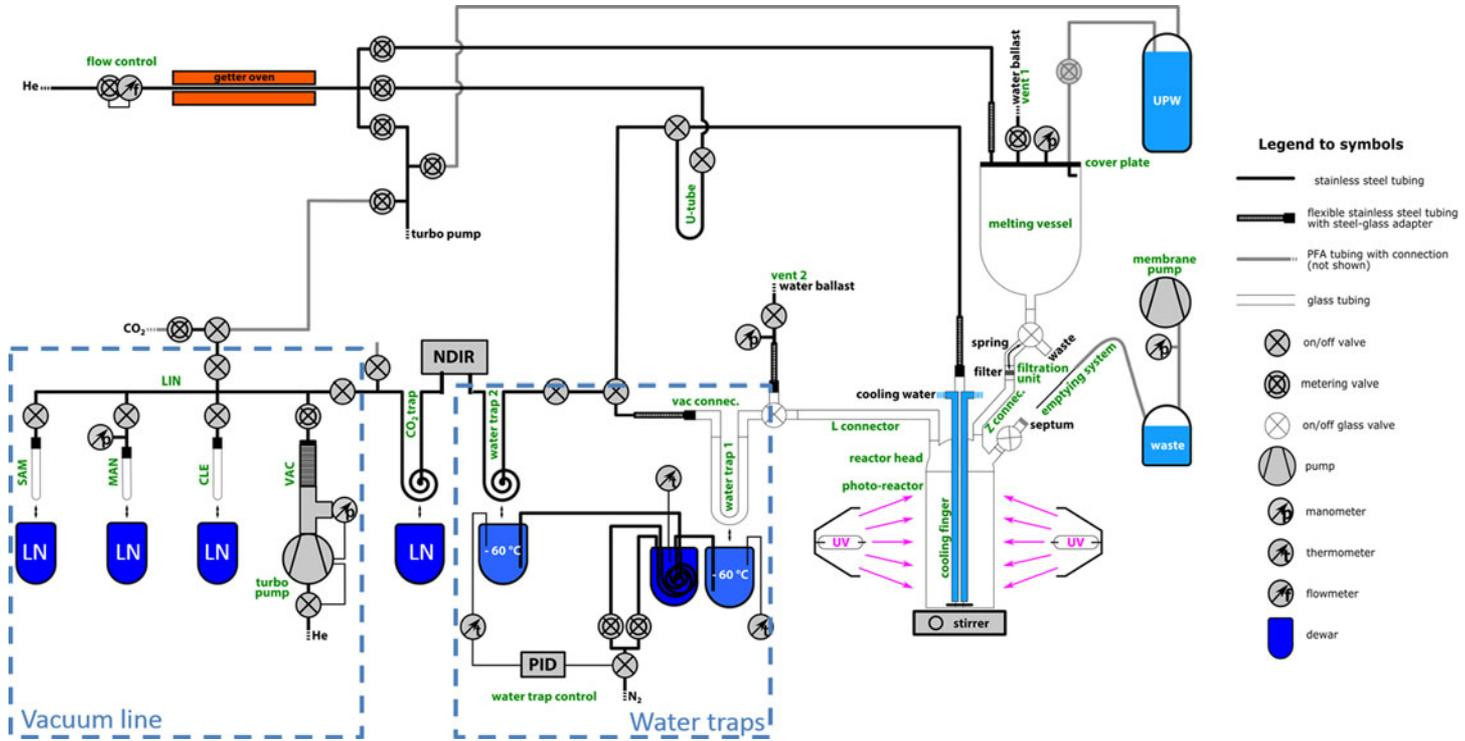 flow control
He
f
getter oven
water ballast
vent 1
p
UPW
cover plate
melting vessel
U-tube
turbo pump
Legend to symbols
stainless steel tubing
flexible stainless steel tubing
with steel-glass adapter
PFA tubing with connection
(not shown)
glass tubing
on/off valve
metering valve
on/off glass valve
pump
manometer
thermometer
flowmeter
dewar
p
t
f
membrane
pump
p
waste
vent 2
water ballast
p
CO2
LIN
NDIR
SAM
MAN
CLE
VAC
p
p
LN
LN
LN
LN
turbo
pump
He
CO2 trap
water trap 2
vac connec.
water trap 1
L connector
t
- 60 °C
- 60 °C
t
t
PID
water trap control
N2
spring
waste
filter
filtration
unit
cooling water
Z connec.
emptying system
septum
reactor head
photo-reactor
cooling finger
UV
UV
stirrer
Vacuum line
Water traps